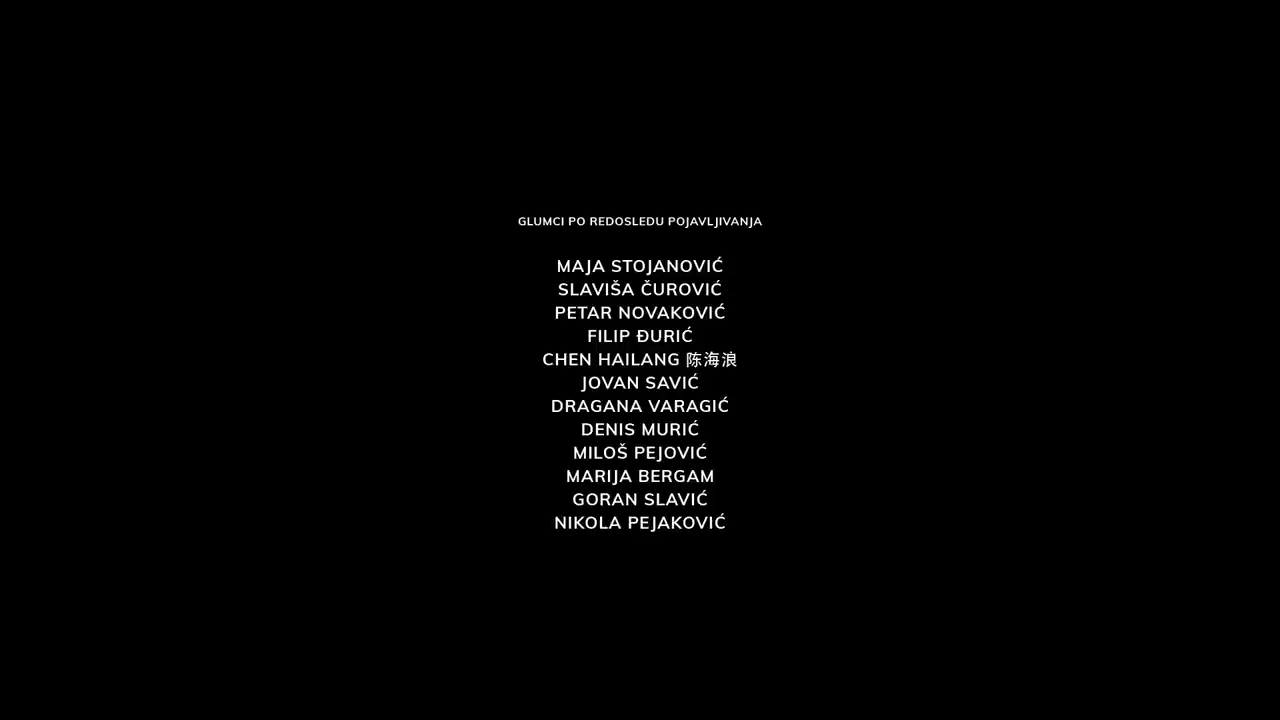 GLUMCI PO REDOSLEDU POJAVLJIVANJA
MAJA STOJANOVIĆ
SLAVIŠA ČUROVIĆ
PETAR NOVAKOVIĆ
FILIP ĐURIĆ
CHEN HAILANG 陈海浪
JOVAN SAVIĆ
DRAGANA VARAGIĆ
DENIS MURIĆ
MILOŠ PEJOVIĆ
MARIJA BERGAM
GORAN SLAVIĆ
NIKOLA PEJAKOVIĆ